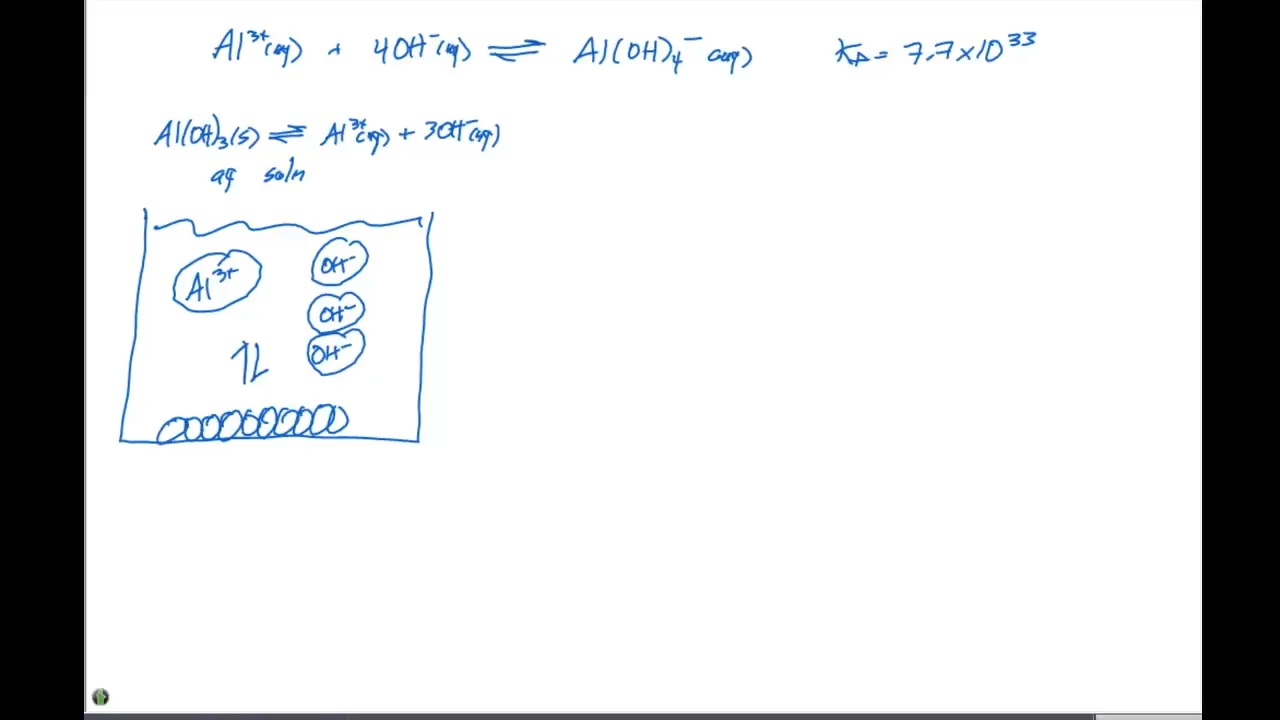 Al³⁺(aq) + 4OH⁻(aq) ⇌ Al(OH)₄⁻ (aq) K_f = 7.7×10³³
Al(OH)₃(s) ⇌ Al³⁺(aq) + 3OH⁻(aq)
aq soln
OH⁻
Al³⁺
OH⁻
OH⁻